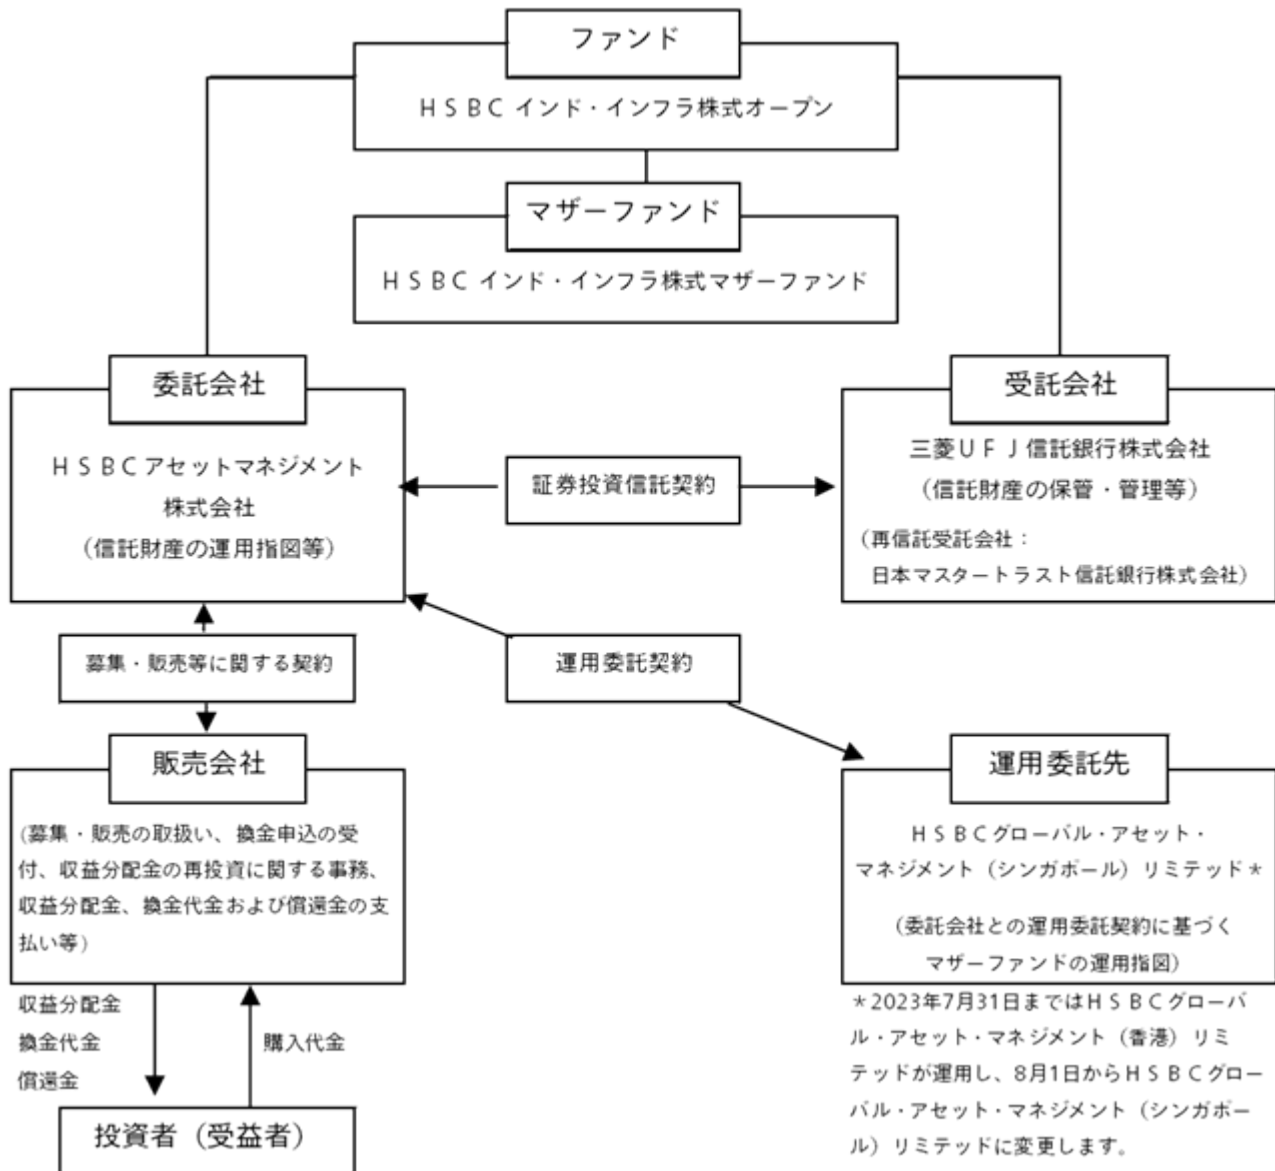 ファンド
ＨＳＢＣ インド・インフラ株式オープン
マザーファンド
ＨＳＢＣ インド・インフラ株式マザーファンド
委託会社
ＨＳＢＣアセットマネジメント
株式会社
（信託財産の運用指図等）
証券投資信託契約
受託会社
三菱ＵＦＪ信託銀行株式会社
（信託財産の保管・管理等）
（再信託受託会社：
日本マスタートラスト信託銀行株式会社）
募集・販売等に関する契約
運用委託契約
販売会社
(募集・販売の取扱い、換金申込の受
付、収益分配金の再投資に関する事務、
収益分配金、換金代金および償還金の支
払い等)
運用委託先
ＨＳＢＣグローバル・アセット・
マネジメント（シンガポール）リミテッド＊
（委託会社との運用委託契約に基づく
マザーファンドの運用指図）
収益分配金
換金代金
償還金
購入代金
＊2023年7月31日まではＨＳＢＣグローバ
ル・アセット・マネジメント（香港）リミ
テッドが運用し、8月1日からＨＳＢＣグロー
バル・アセット・マネジメント（シンガポー
ル）リミテッドに変更します。
投資者（受益者）